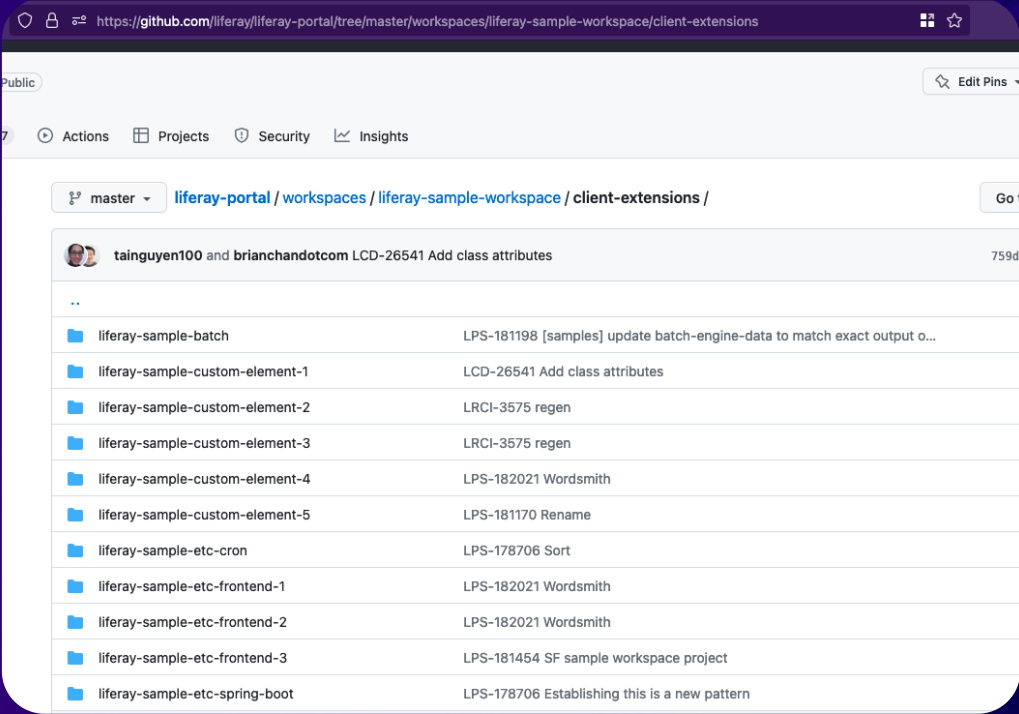 https://github.com/liferay/liferay-portal/tree/master/workspaces/liferay-sample-workspace/client-extensions
Public
Edit Pins
7 Actions Projects Security Insights
master liferay-portal / workspaces / liferay-sample-workspace / client-extensions /
Go
tainguyen100 and brianchandotcom LCD-26541 Add class attributes 759d
..
liferay-sample-batch LPS-181198 [samples] update batch-engine-data to match exact output o...
liferay-sample-custom-element-1 LCD-26541 Add class attributes
liferay-sample-custom-element-2 LRCI-3575 regen
liferay-sample-custom-element-3 LRCI-3575 regen
liferay-sample-custom-element-4 LPS-182021 Wordsmith
liferay-sample-custom-element-5 LPS-181170 Rename
liferay-sample-etc-cron LPS-178706 Sort
liferay-sample-etc-frontend-1 LPS-182021 Wordsmith
liferay-sample-etc-frontend-2 LPS-182021 Wordsmith
liferay-sample-etc-frontend-3 LPS-181454 SF sample workspace project
liferay-sample-etc-spring-boot LPS-178706 Establishing this is a new pattern